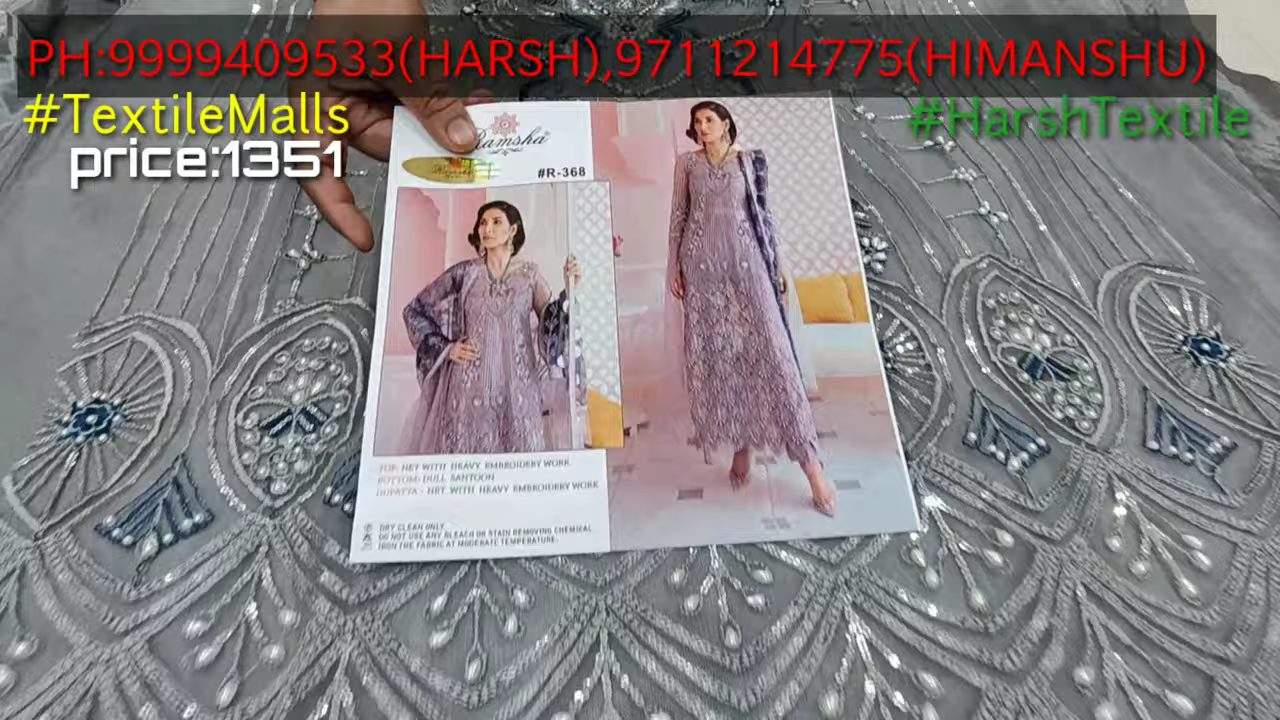 PH:9999409533(HARSH),9711214775(HIMANSHU)
#TextileMalls
#HarshTextile
price:1351
Ramsha
#R-368
TOP- NET WITH HEAVY EMBROIDERY WORK
BOTTOM- DULL SANTOON
DUPATTA - NET WITH HEAVY EMBROIDERY WORK
DRY CLEAN ONLY
DO NOT USE ANY BLEACH OR STAIN REMOVING CHEMICAL
IRON THE FABRIC AT MODERATE TEMPERATURE.